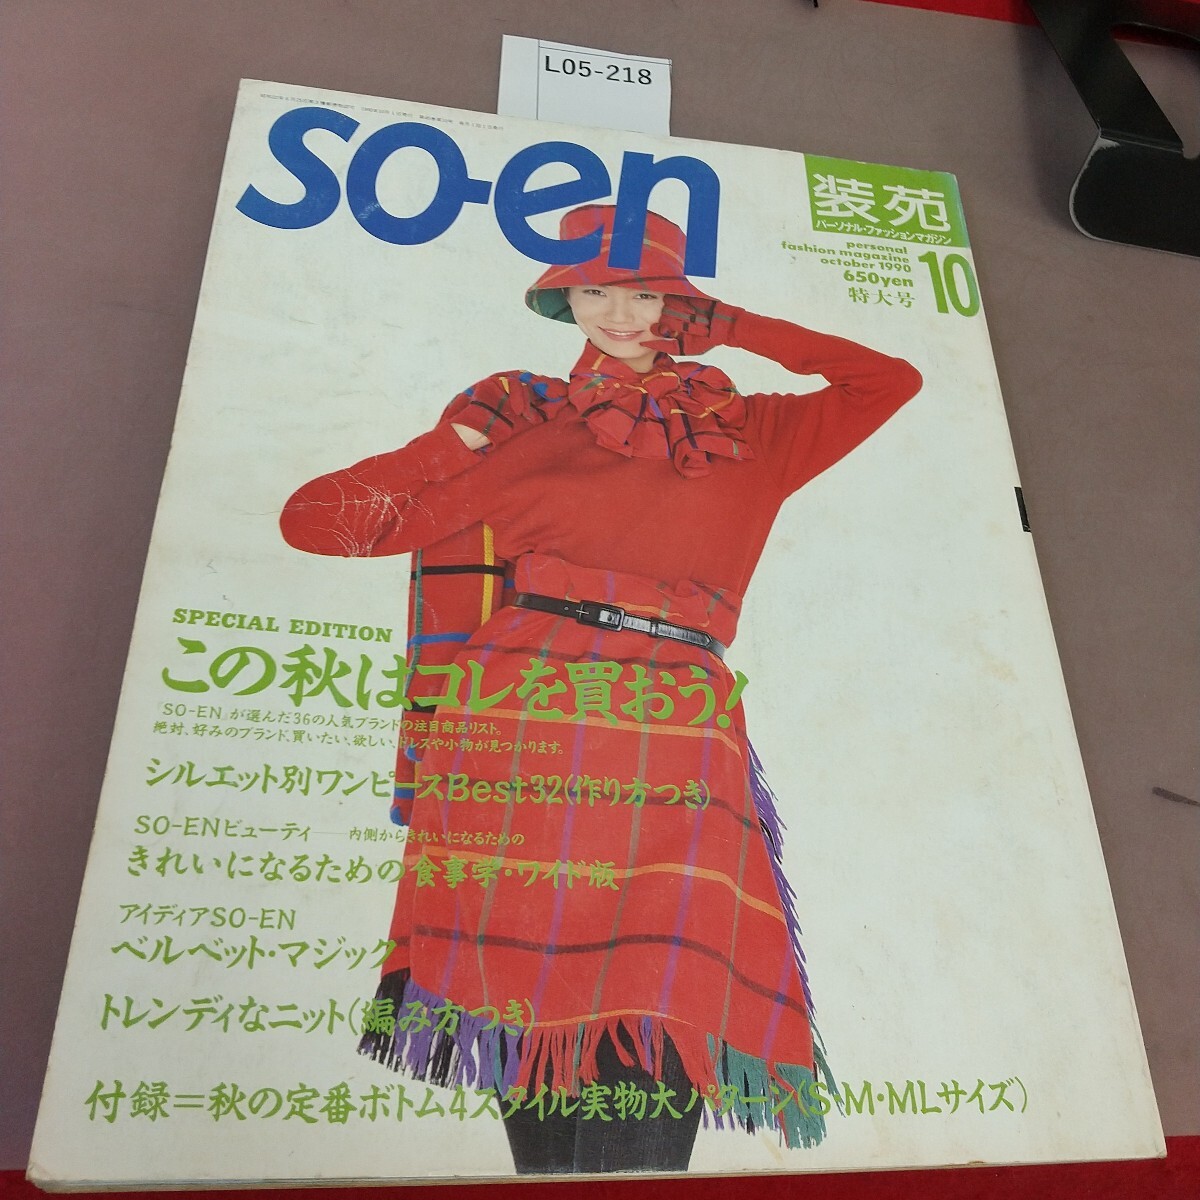 L05-218
so-en
装苑
パーソナル・ファッションマガジン
personal
fashion magazine
october 1990
650yen
特大号
10
SPECIAL EDITION
この秋はコレを買おう!
『SO-EN』が選んだ36の人気ブランドの注目商品リスト。
絶対、好みのブランド、買いたい、欲しい、ドレスや小物が見つかります。
シルエット別ワンピースBest32(作り方つき)
SO-ENビューティ——内側からきれいになるための
きれいになるための食事学・ワイド版
アイディアSO-EN
ベルベット・マジック
トレンディなニット(編み方つき)
付録=秋の定番ボトム4スタイル実物大パターン(S・M・MLサイズ)